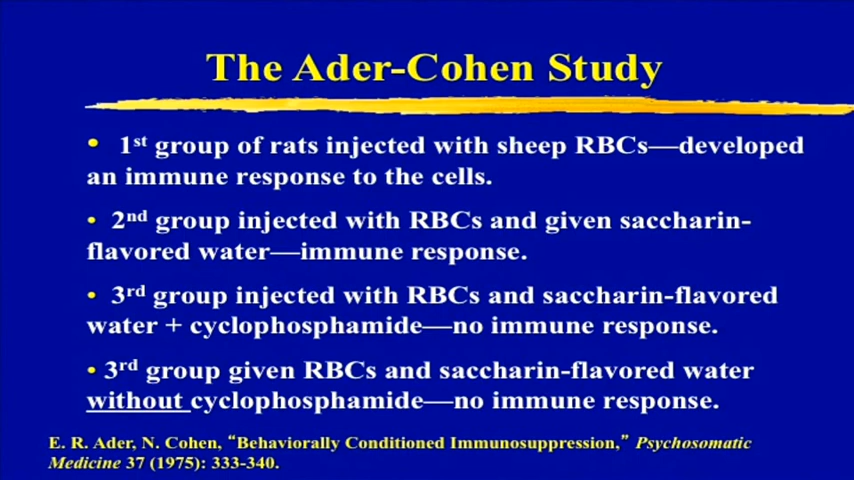 The Ader-Cohen Study
• 1st group of rats injected with sheep RBCs—developed
an immune response to the cells.
• 2nd group injected with RBCs and given saccharin-
flavored water—immune response.
• 3rd group injected with RBCs and saccharin-flavored
water + cyclophosphamide—no immune response.
• 3rd group given RBCs and saccharin-flavored water
without cyclophosphamide—no immune response.
E. R. Ader, N. Cohen, “Behaviorally Conditioned Immunosuppression,” Psychosomatic
Medicine 37 (1975): 333-340.